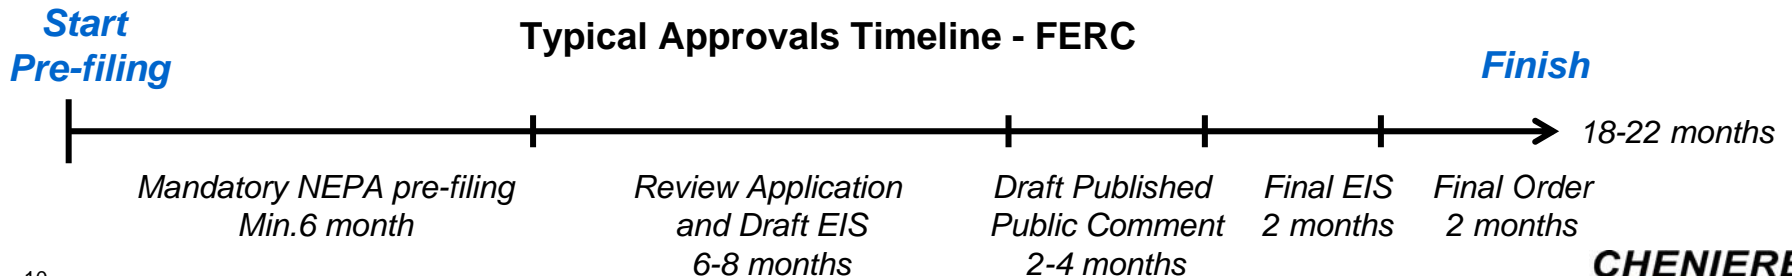 Start
Pre-filing
Typical Approvals Timeline - FERC
Finish
18-22 months
Mandatory NEPA pre-filing
Min.6 month
Review Application
and Draft EIS
6-8 months
Draft Published
Public Comment
2-4 months
Final EIS
2 months
Final Order
2 months
CHENIERE